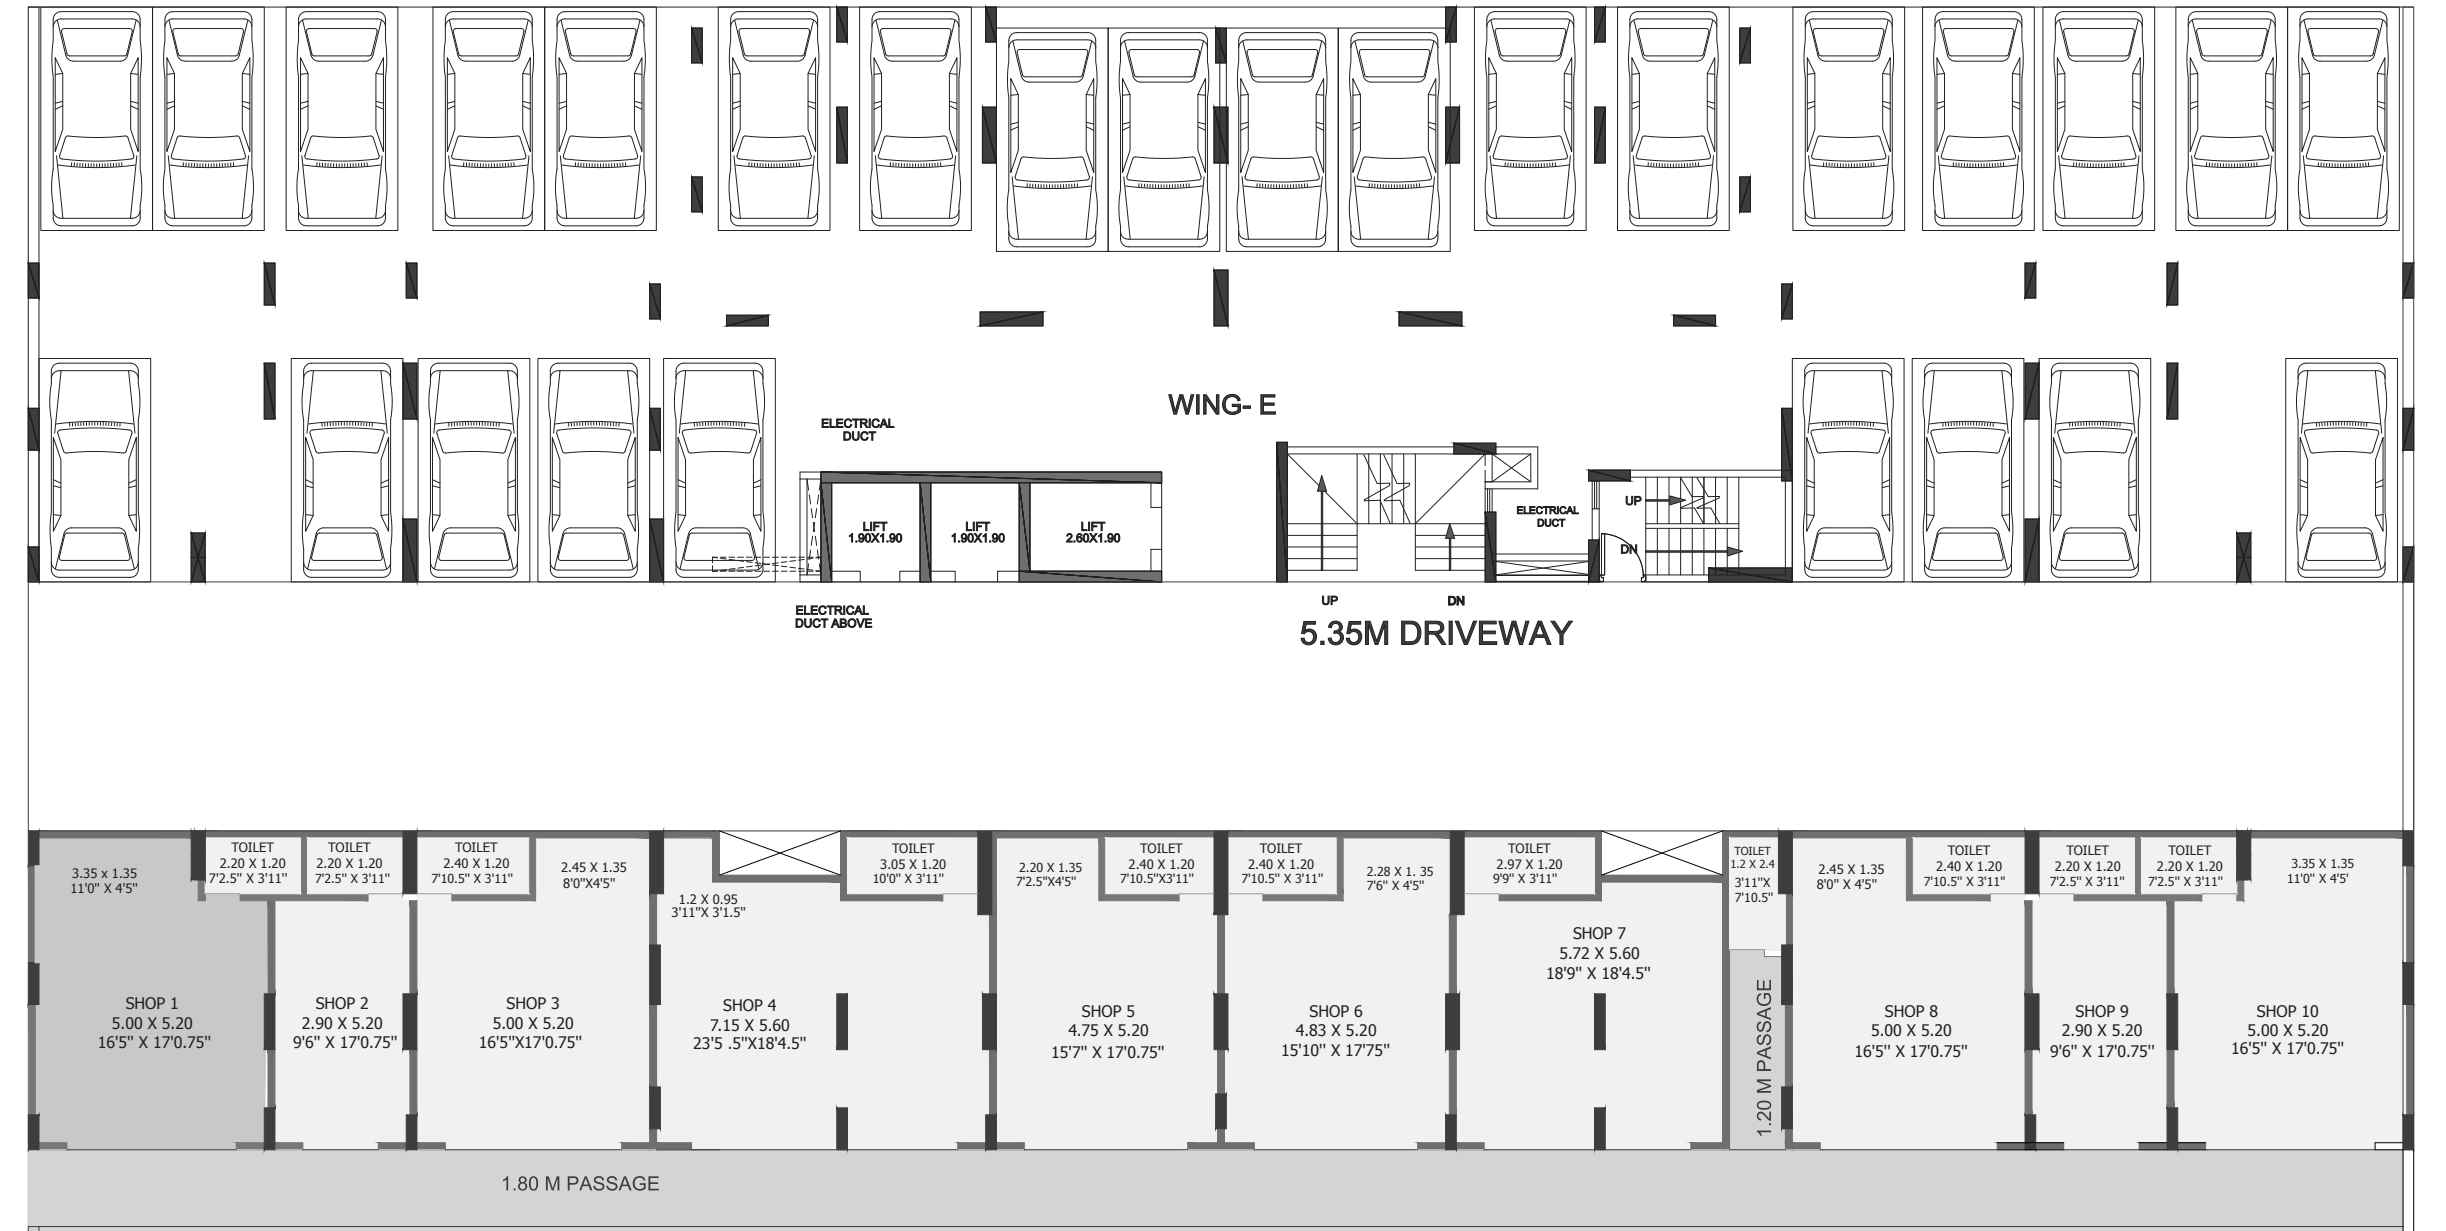 WING- E
ELECTRICAL
DUCT
LIFT
1.90X1.90
LIFT
1.90X1.90
LIFT
2.60X1.90
ELECTRICAL
DUCT
UP
DN
ELECTRICAL
DUCT ABOVE
UP
DN
5.35M DRIVEWAY
3.35 x 1.35
11'0" X 4'5"
TOILET
2.20 X 1.20
7'2.5" X 3'11"
TOILET
2.20 X 1.20
7'2.5" X 3'11"
TOILET
2.40 X 1.20
7'10.5" X 3'11"
2.45 X 1.35
8'0"X4'5"
1.2 X 0.95
3'11"X 3'1.5"
TOILET
3.05 X 1.20
10'0" X 3'11"
2.20 X 1.35
7'2.5"X4'5"
TOILET
2.40 X 1.20
7'10.5"X3'11"
TOILET
2.40 X 1.20
7'10.5" X 3'11"
2.28 X 1. 35
7'6" X 4'5"
TOILET
2.97 X 1.20
9'9" X 3'11"
TOILET
1.2 X 2.4
3'11"X
7'10.5"
2.45 X 1.35
8'0" X 4'5"
TOILET
2.40 X 1.20
7'10.5" X 3'11"
TOILET
2.20 X 1.20
7'2.5" X 3'11"
TOILET
2.20 X 1.20
7'2.5" X 3'11"
3.35 X 1.35
11'0" X 4'5'
SHOP 1
5.00 X 5.20
16'5" X 17'0.75"
SHOP 2
2.90 X 5.20
9'6" X 17'0.75"
SHOP 3
5.00 X 5.20
16'5"X17'0.75"
SHOP 4
7.15 X 5.60
23'5 .5"X18'4.5"
SHOP 5
4.75 X 5.20
15'7" X 17'0.75"
SHOP 6
4.83 X 5.20
15'10" X 17'75"
SHOP 7
5.72 X 5.60
18'9" X 18'4.5"
1.20 M PASSAGE
SHOP 8
5.00 X 5.20
16'5" X 17'0.75"
SHOP 9
2.90 X 5.20
9'6" X 17'0.75"
SHOP 10
5.00 X 5.20
16'5" X 17'0.75"
1.80 M PASSAGE